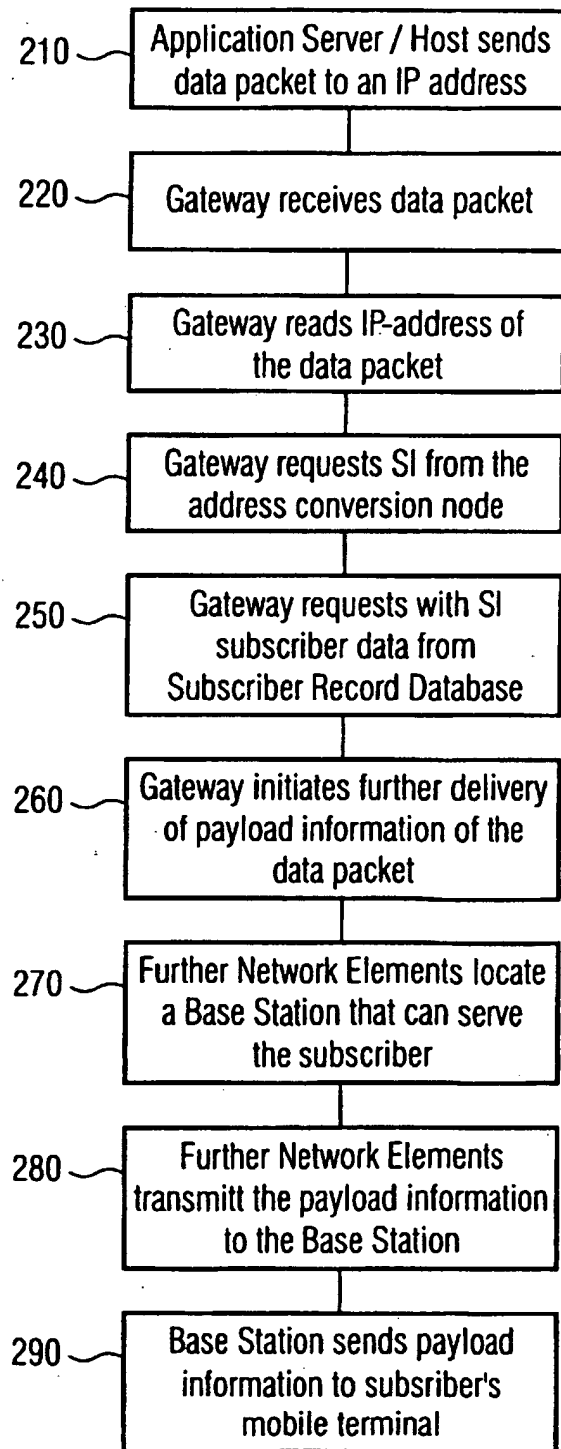 210
Application Server / Host sends
data packet to an IP address
220
Gateway receives data packet
230
Gateway reads IP-address of
the data packet
240
Gateway requests SI from the
address conversion node
250
Gateway requests with SI
subscriber data from
Subscriber Record Database
260
Gateway initiates further delivery
of payload information of the
data packet
270
Further Network Elements locate
a Base Station that can serve
the subscriber
280
Further Network Elements
transmitt the payload information
to the Base Station
290
Base Station sends payload
information to subsriber's
mobile terminal